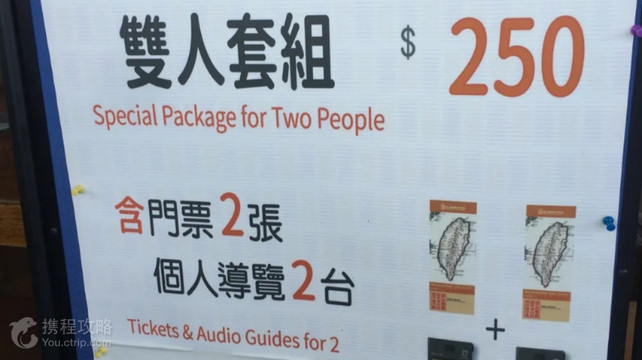 雙人套組 $ 250
Special Package for Two People
含門票2張
個人導覽2台
+
Tickets & Audio Guides for 2
携程攻略
You.ctrip.com